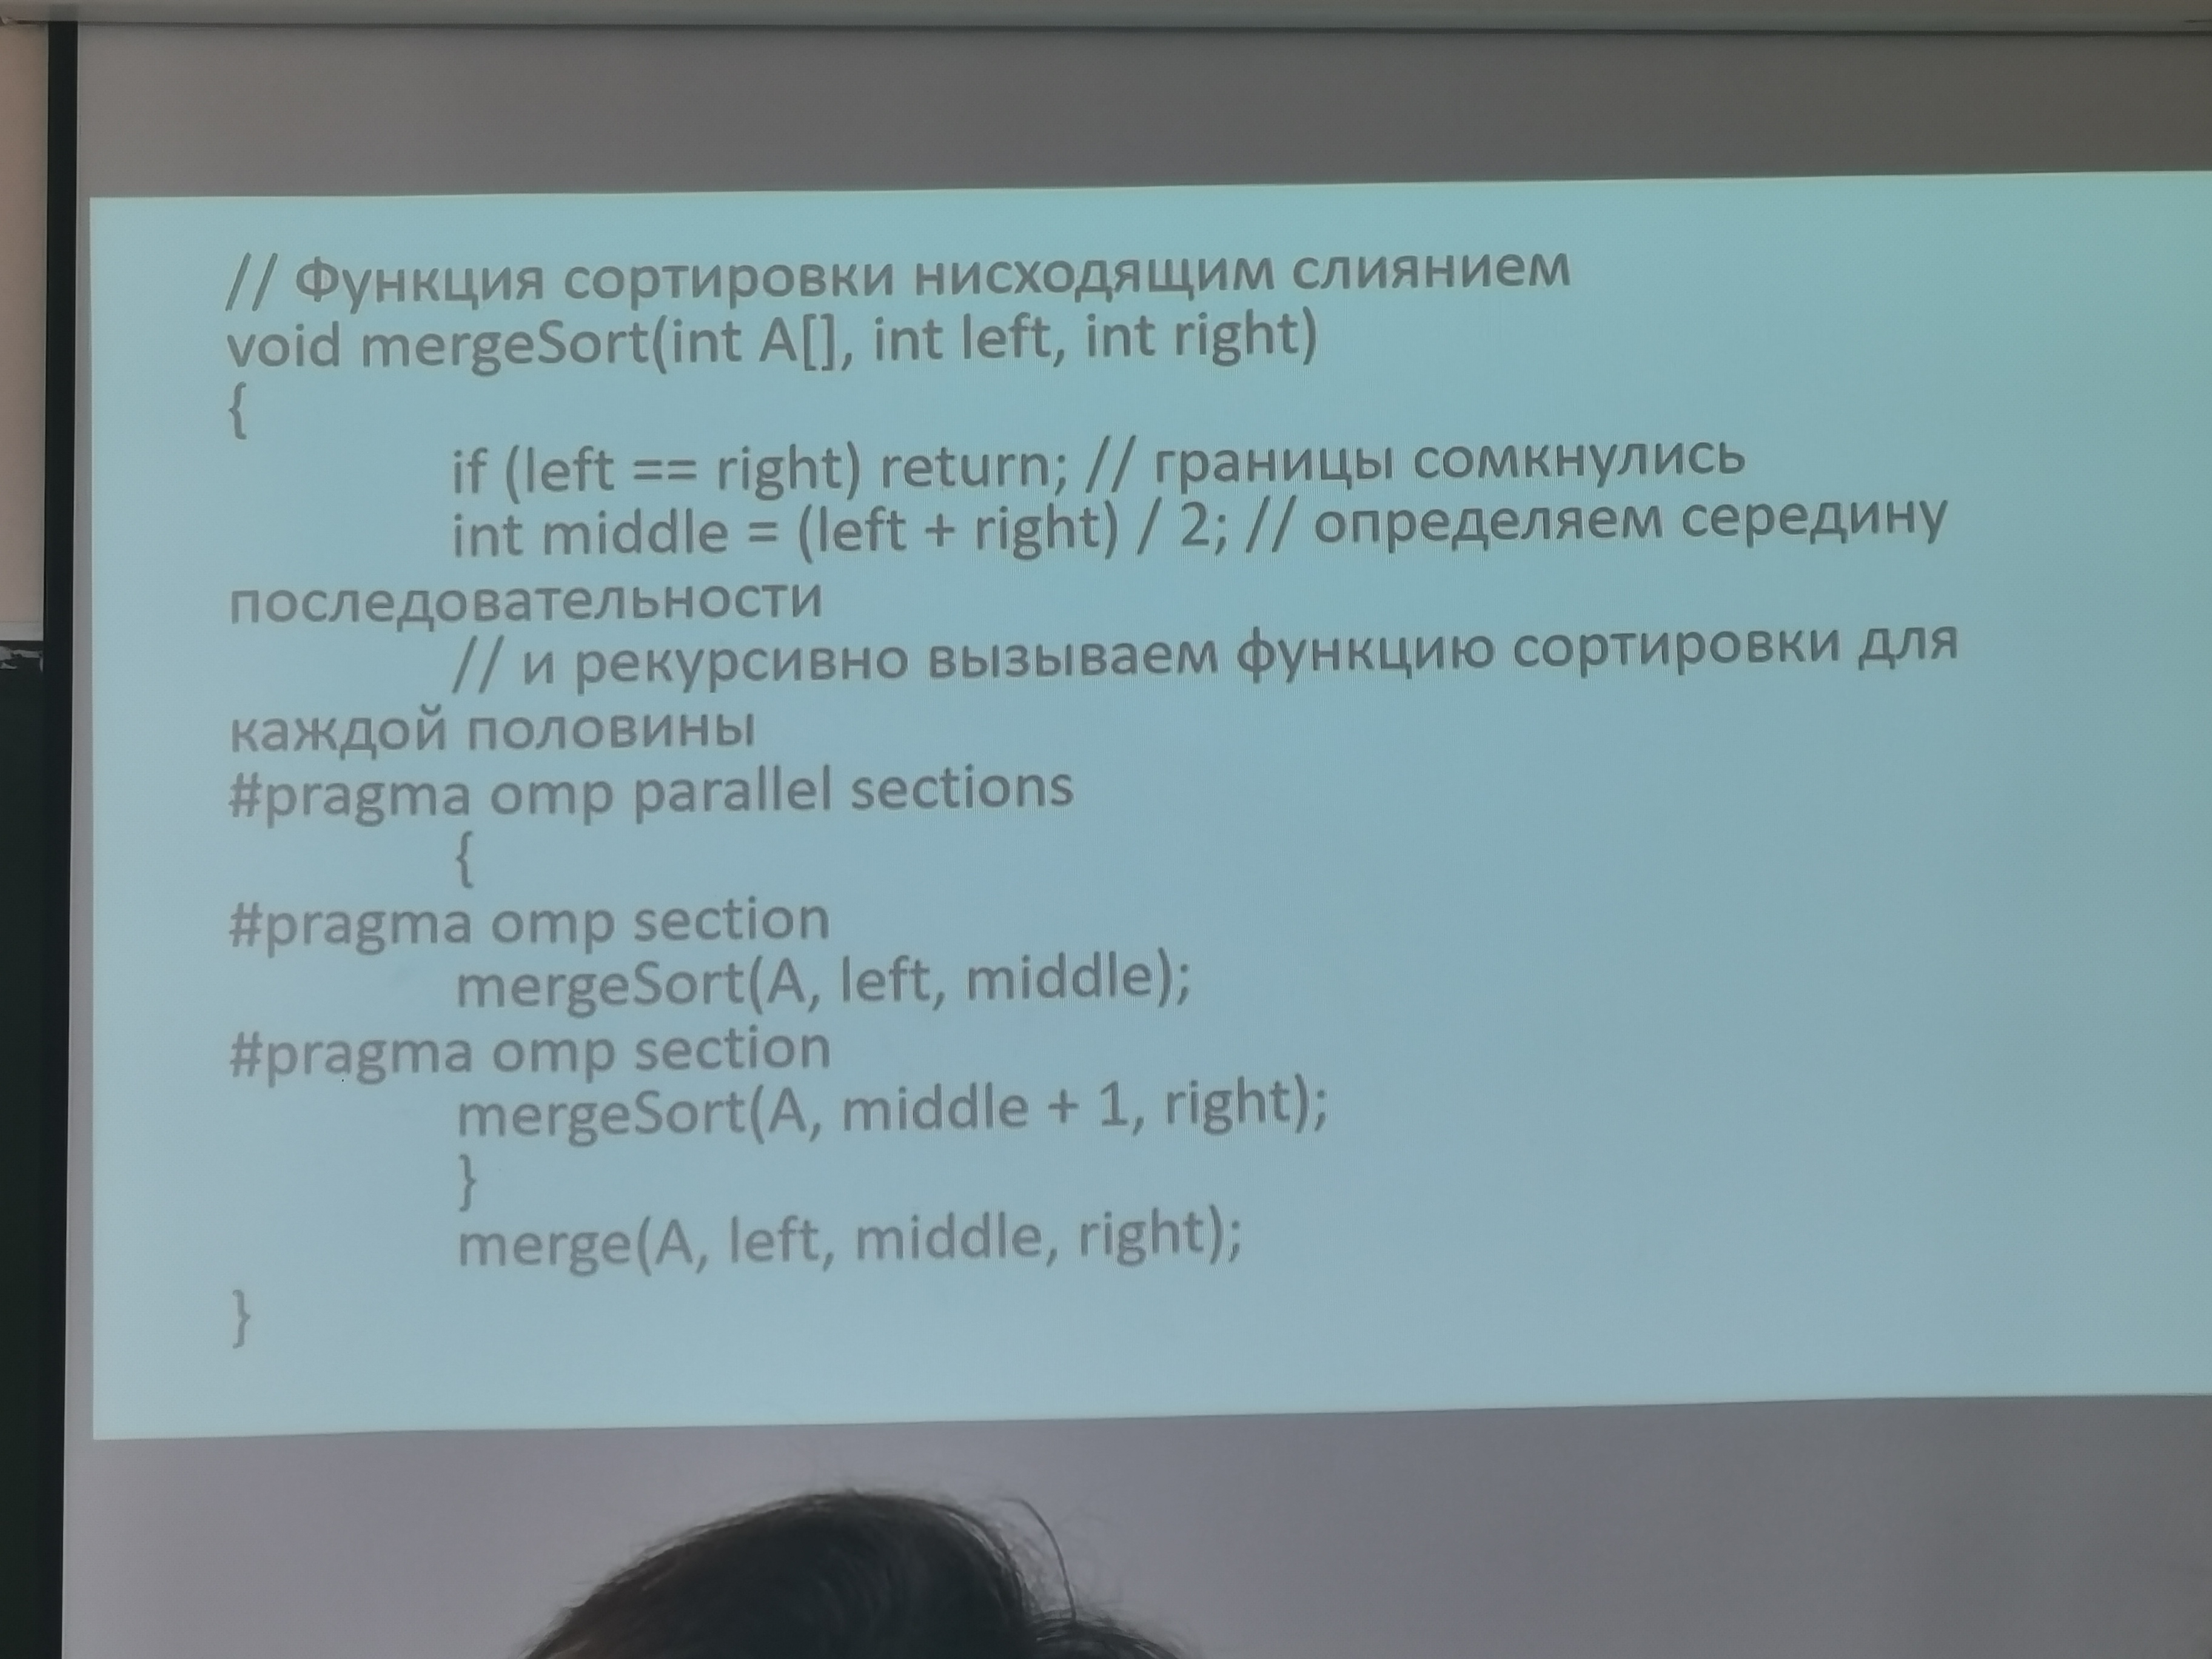 // Функция сортировки нисходящим слиянием
void mergeSort(int A[], int left, int right)
{
if (left == right) return; // границы сомкнулись
int middle = (left + right) / 2; // определяем середину
последовательности
// и рекурсивно вызываем функцию сортировки для
каждой половины
#pragma omp parallel sections
{
#pragma omp section
mergeSort(A, left, middle);
#pragma omp section
mergeSort(A, middle + 1, right);
}
merge(A, left, middle, right);
}